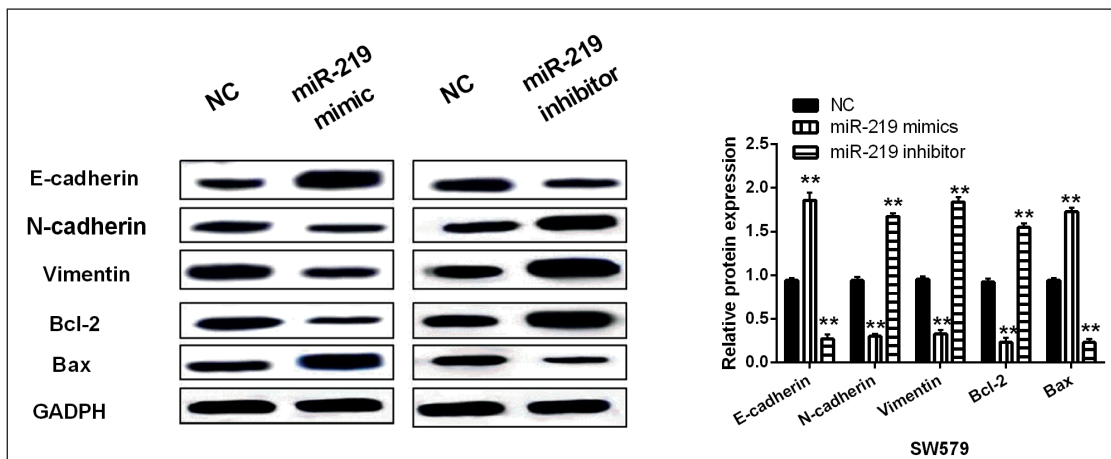 NC
miR-219
mimic
NC
miR-219
inhibitor
E-cadherin
N-cadherin
Vimentin
Bcl-2
Bax
GADPH
NC
miR-219 mimics
miR-219 inhibitor
Relative protein expression
2.5
2.0
1.5
1.0
0.5
0.0
** ** ** ** ** ** ** ** ** **
E-cadherin
N-cadherin
Vimentin
Bcl-2
Bax
SW579